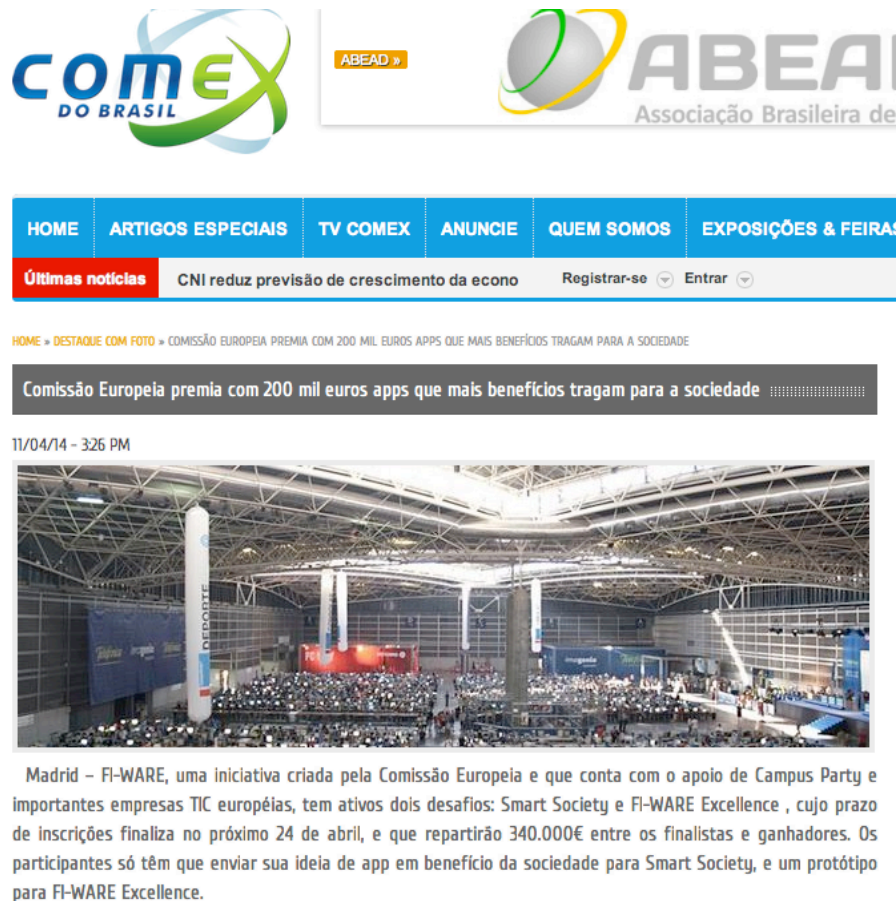 comex
DO BRASIL
ABEAD »
ABEA
Associação Brasileira de
HOME ARTIGOS ESPECIAIS TV COMEX ANUNCIE QUEM SOMOS EXPOSIÇÕES & FEIRAS
Últimas notícias CNI reduz previsão de crescimento da econo Registrar-se Entrar
HOME » DESTAQUE COM FOTO » COMISSÃO EUROPEIA PREMIA COM 200 MIL EUROS APPS QUE MAIS BENEFÍCIOS TRAGAM PARA A SOCIEDADE
Comissão Europeia premia com 200 mil euros apps que mais benefícios tragam para a sociedade
11/04/14 - 3:26 PM
DEPORTE
Madrid – FI-WARE, uma iniciativa criada pela Comissão Europeia e que conta com o apoio de Campus Party e
importantes empresas TIC européias, tem ativos dois desafios: Smart Society e FI-WARE Excellence , cujo prazo
de inscrições finaliza no próximo 24 de abril, e que repartirão 340.000€ entre os finalistas e ganhadores. Os
participantes só têm que enviar sua ideia de app em benefício da sociedade para Smart Society, e um protótipo
para FI-WARE Excellence.